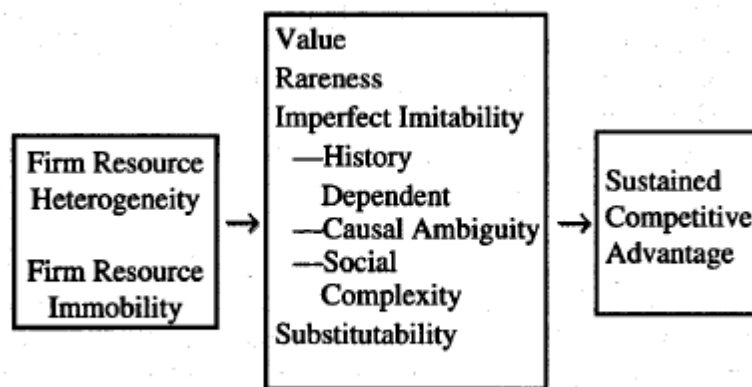 Firm Resource
Heterogeneity
Firm Resource
Immobility
Value
Rareness
Imperfect Imitability
—History
Dependent
—Causal Ambiguity
—Social
Complexity
Substitutability
Sustained
Competitive
Advantage